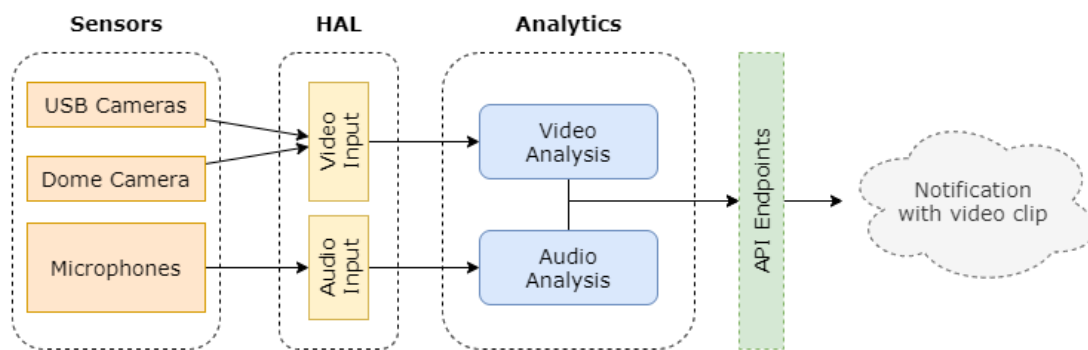 Sensors
HAL
Analytics
USB Cameras
Dome Camera
Microphones
Video
Input
Audio
Input
Video
Analysis
Audio
Analysis
API Endpoints
Notification
with video clip